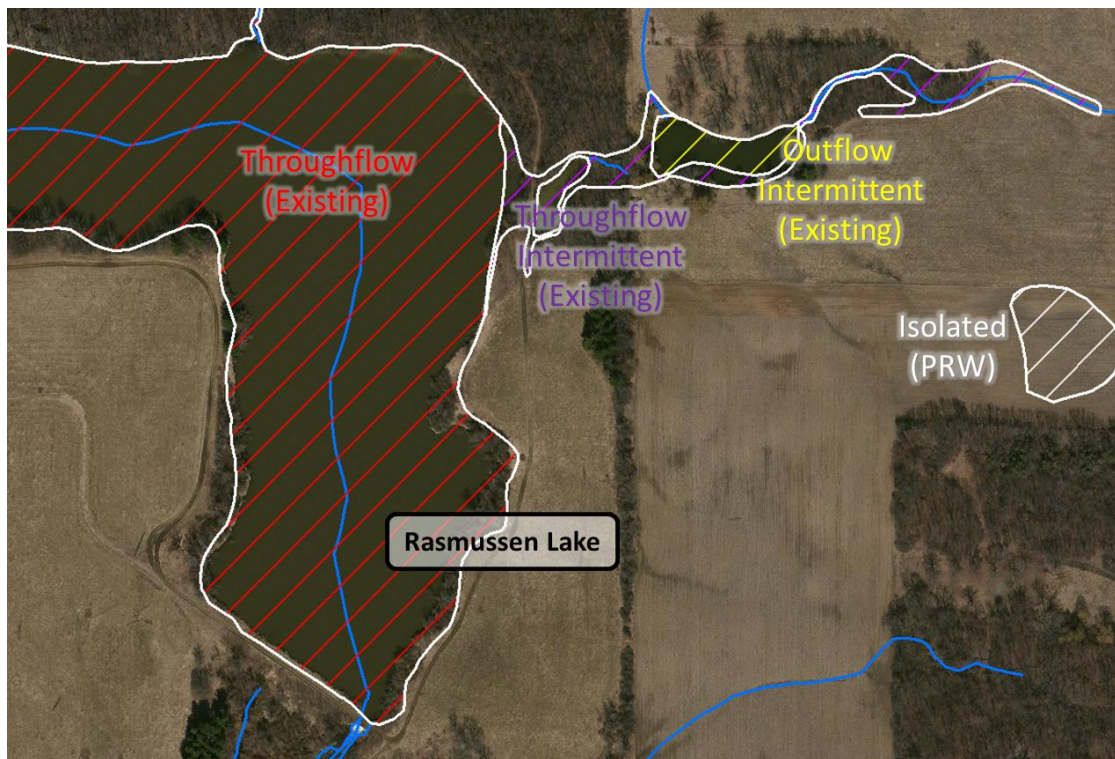 Throughflow
(Existing)
Outflow
Intermittent
(Existing)
Throughflow
Intermittent
(Existing)
Isolated
(PRW)
Rasmussen Lake